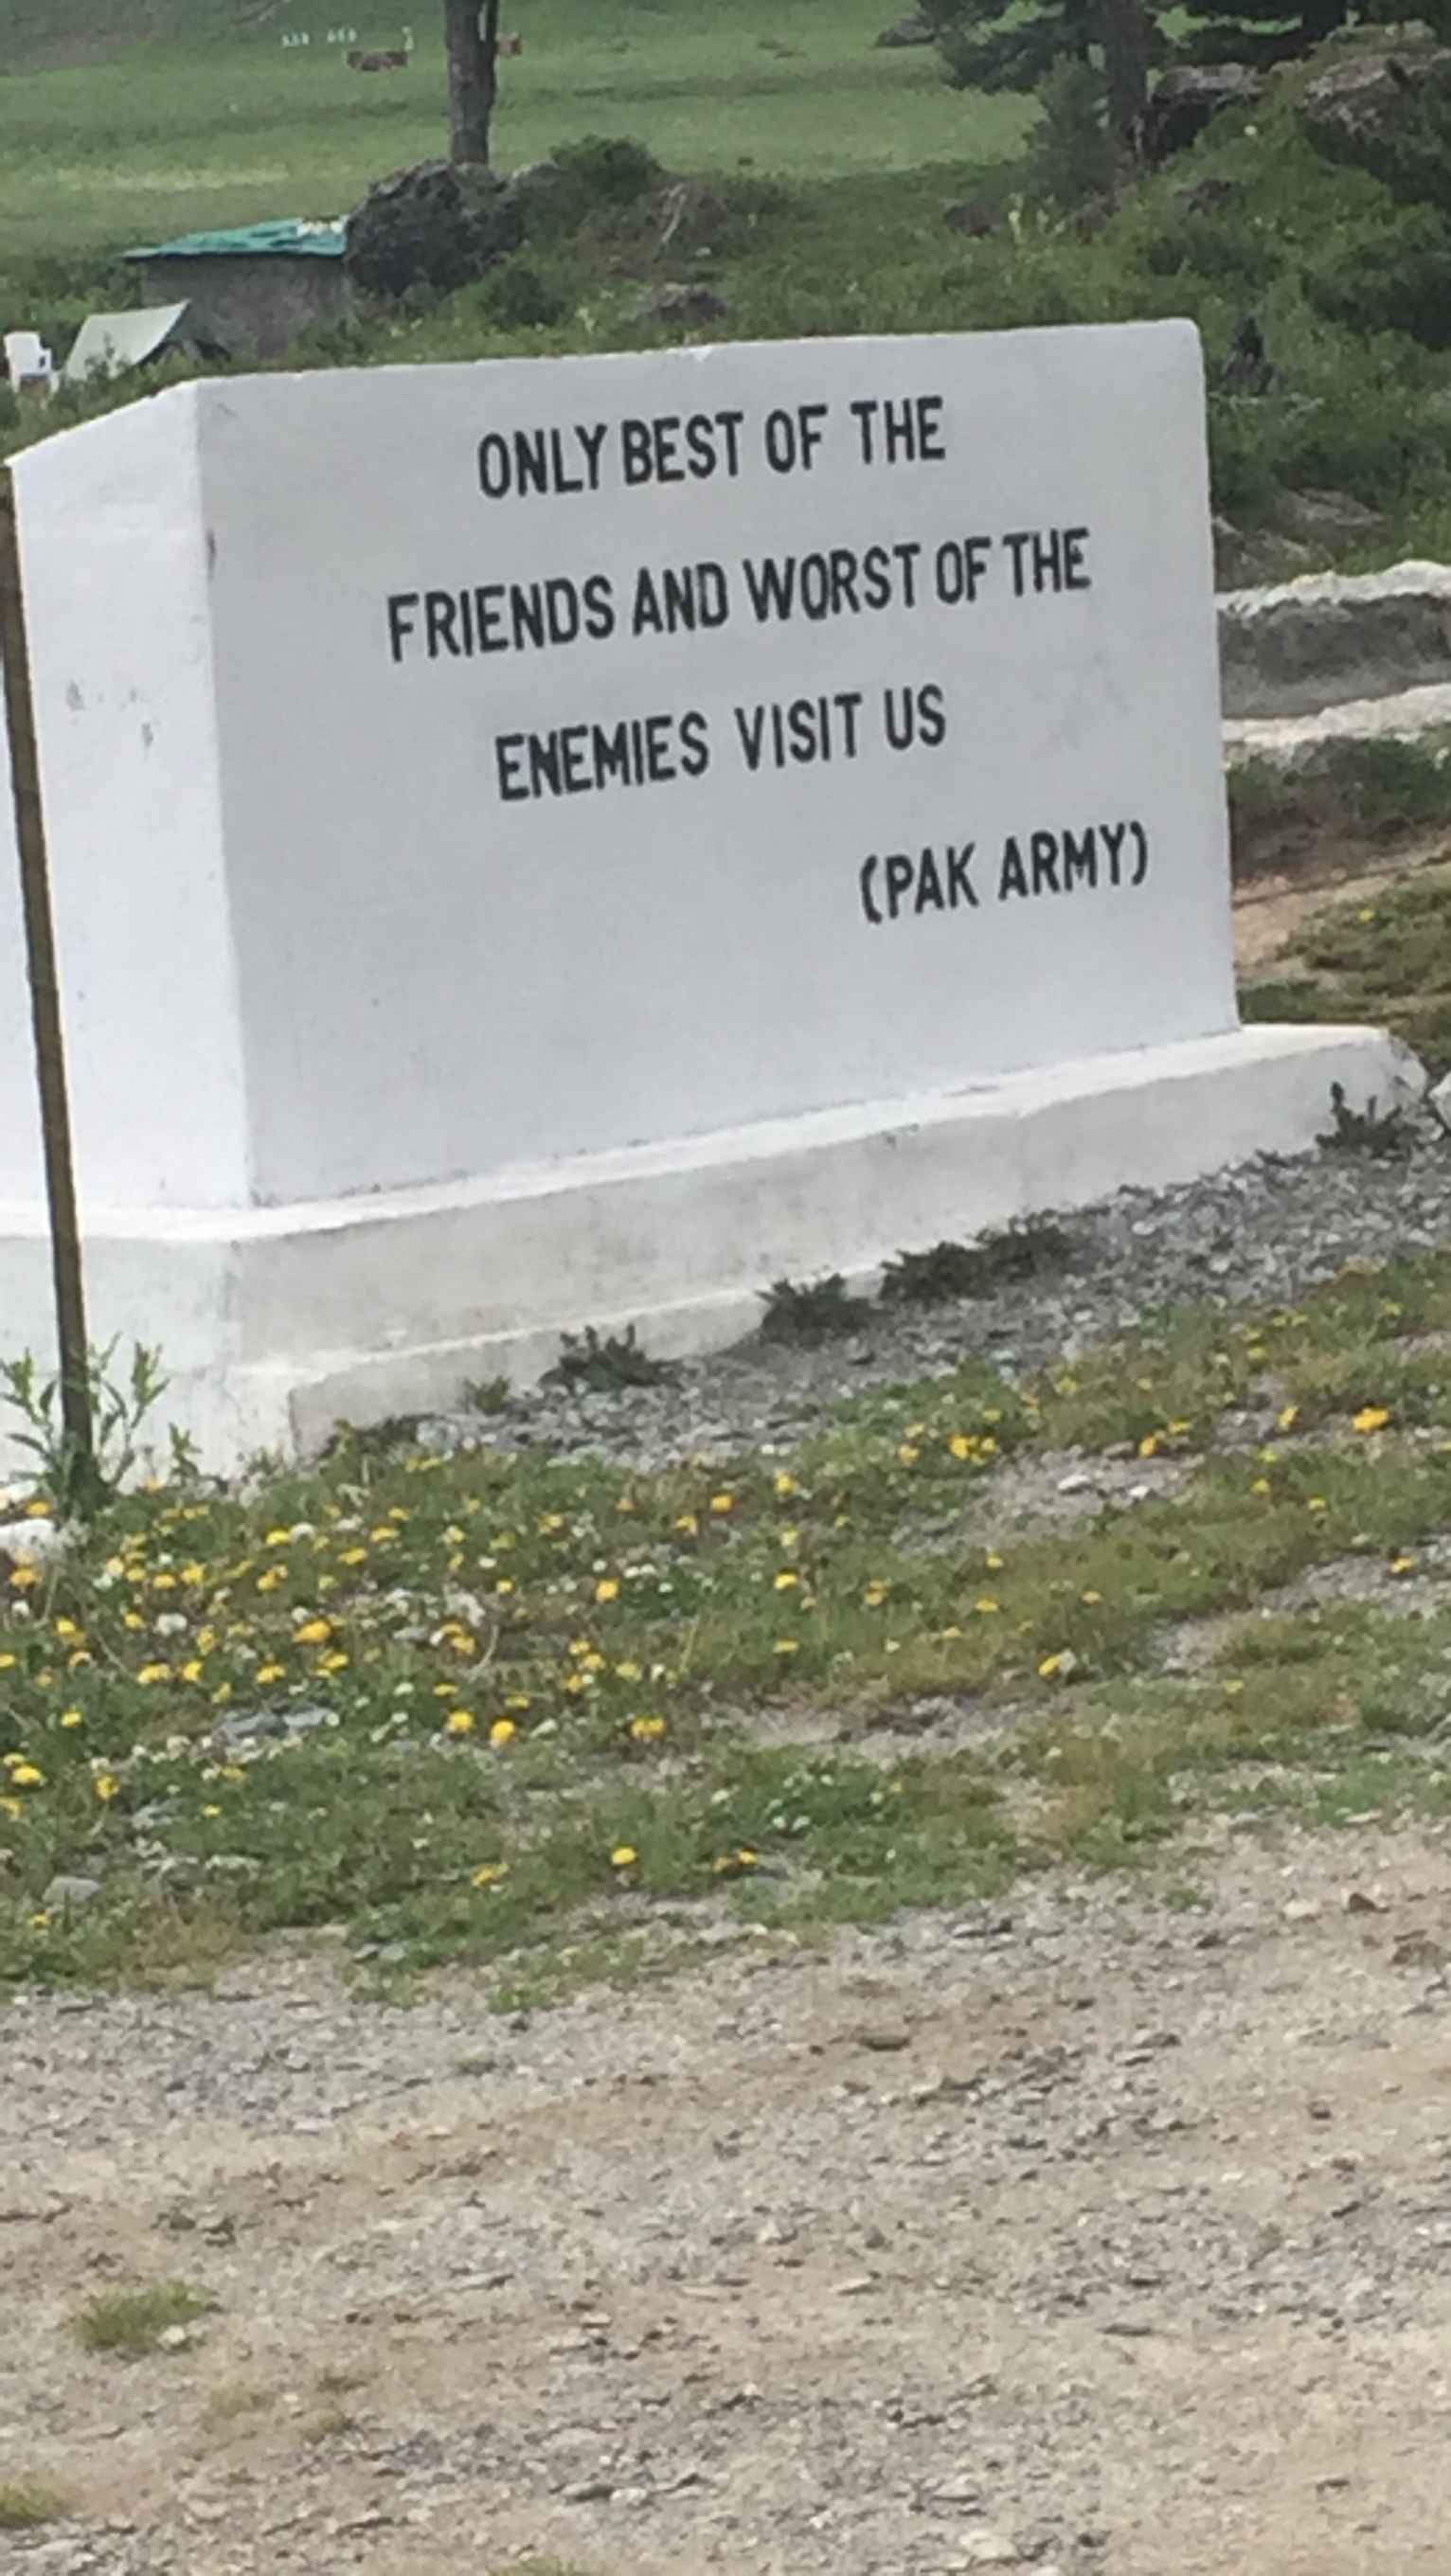 ONLY BEST OF THE
FRIENDS AND WORST OF THE
ENEMIES VISIT US
(PAK ARMY)